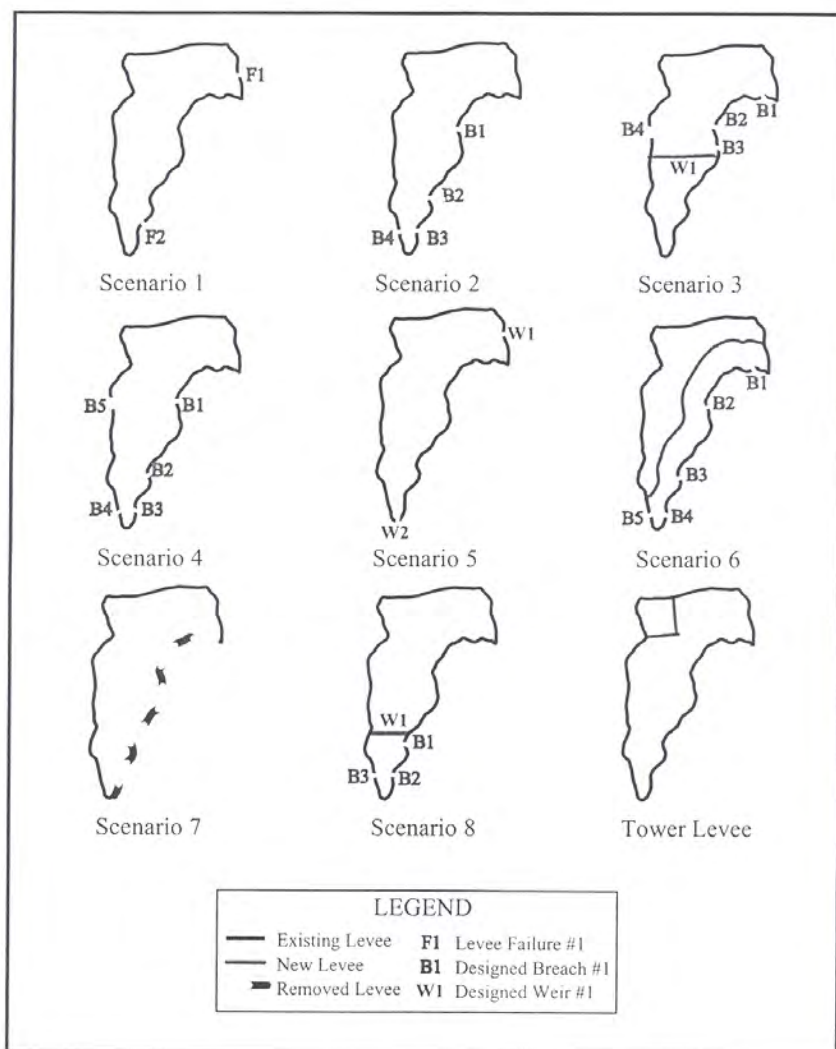 F1
F2
Scenario 1
B1
B2
B4 B3
Scenario 2
B1
B2
B4
B3
W1
Scenario 3
B5
B1
B2
B4 B3
Scenario 4
W1
W2
Scenario 5
B1
B2
B3
B5 B4
Scenario 6
Scenario 7
W1
B1
B3 B2
Scenario 8
Tower Levee
LEGEND
Existing Levee F1 Levee Failure #1
New Levee B1 Designed Breach #1
Removed Levee W1 Designed Weir #1